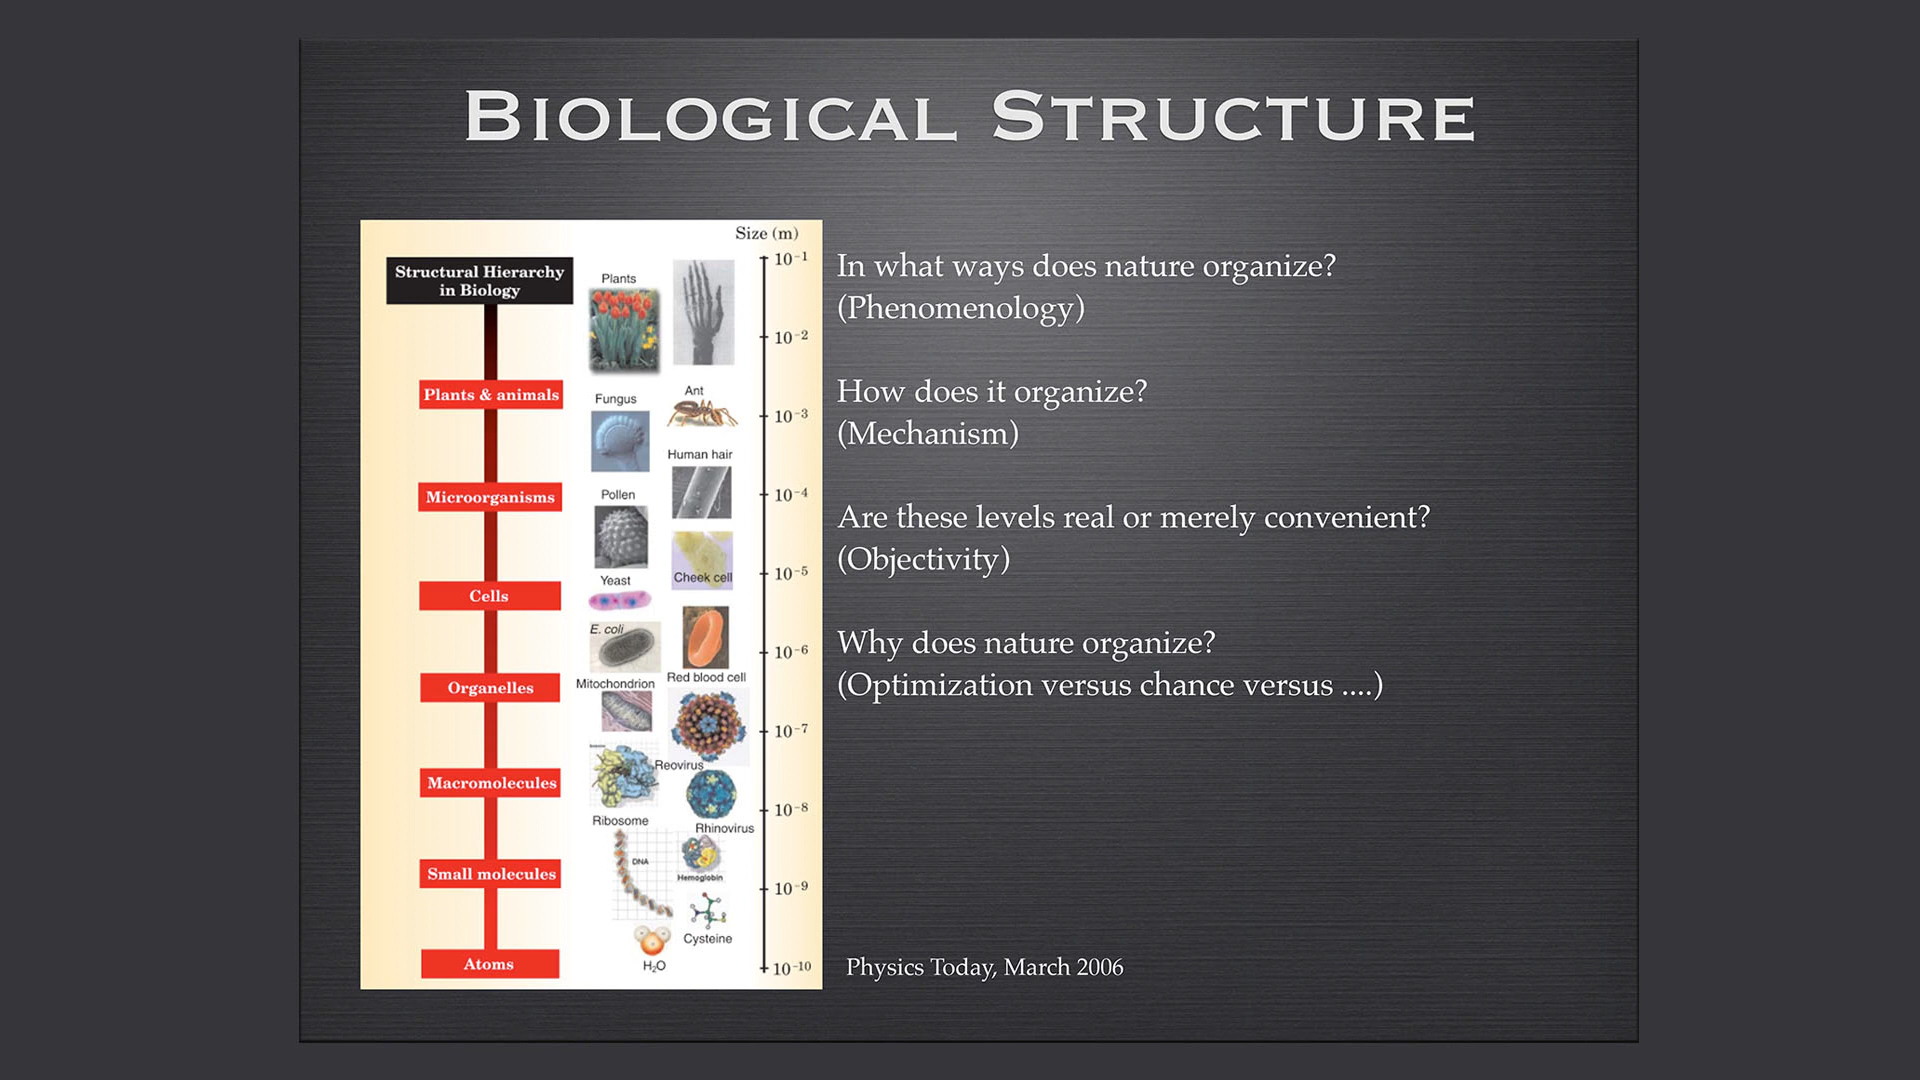 BIOLOGICAL STRUCTURE
Size (m)
Structural Hierarchy
in Biology
Plants & animals
Microorganisms
Cells
Organelles
Macromolecules
Small molecules
Atoms
Plants
Ant
Fungus
Human hair
Pollen
Cheek cell
Yeast
E. coli
Red blood cell
Mitochondrion
Reovirus
Ribosome
Rhinovirus
DNA
Hemoglobin
Cysteine
H₂O
10⁻¹
10⁻²
10⁻³
10⁻⁴
10⁻⁵
10⁻⁶
10⁻⁷
10⁻⁸
10⁻⁹
10⁻¹⁰
In what ways does nature organize?
(Phenomenology)
How does it organize?
(Mechanism)
Are these levels real or merely convenient?
(Objectivity)
Why does nature organize?
(Optimization versus chance versus ....)
Physics Today, March 2006